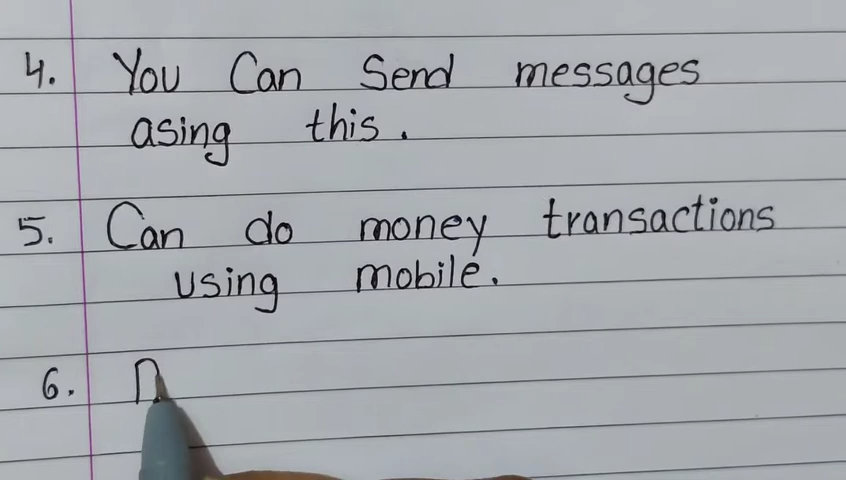 4. You Can Send messages
asing this.
5. Can do money transactions
using mobile.
6.